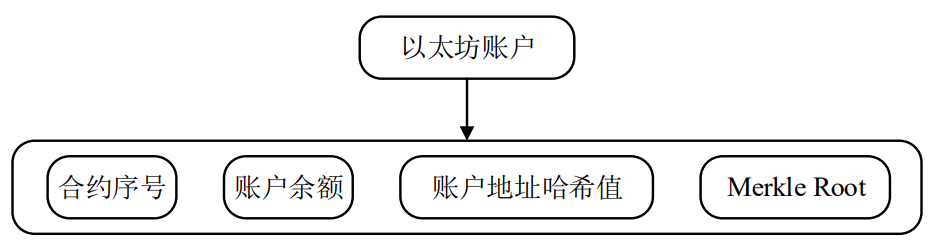 以太坊账户
合约序号
账户余额
账户地址哈希值
Merkle Root